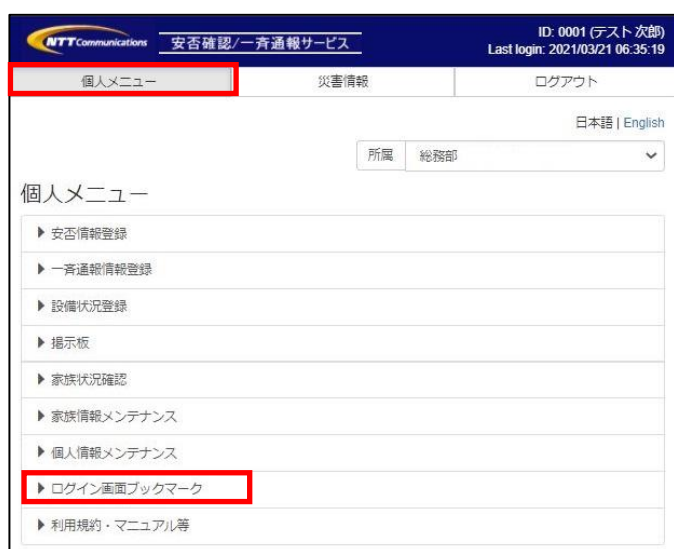 NTT Communications 安否確認/一斉通報サービス
ID: 0001 (テスト 次郎)
Last login: 2021/03/21 06:35:19
個人メニュー 災害情報 ログアウト
日本語 | English
所属 総務部
個人メニュー
安否情報登録
一斉通報情報登録
設備状況登録
掲示板
家族状況確認
家族情報メンテナンス
個人情報メンテナンス
ログイン画面ブックマーク
利用規約・マニュアル等